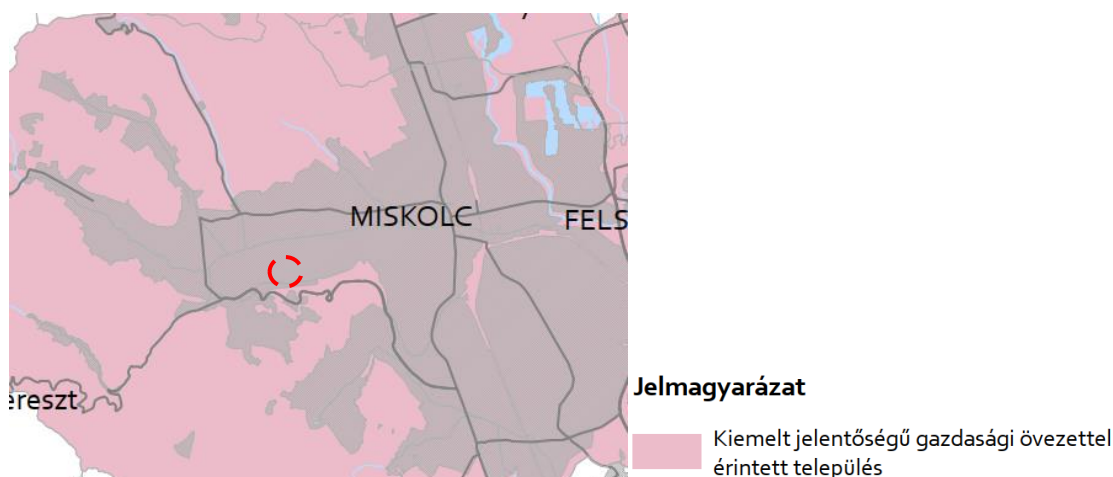 MISKOLC
FELS
ereszt
Jelmagyarázat
Kiemelt jelentőségű gazdasági övezettel
érintett település